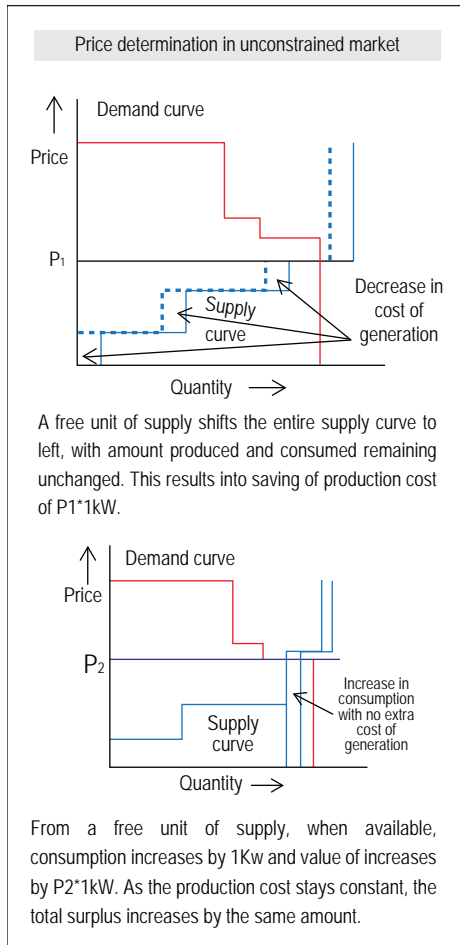 Price determination in unconstrained market
Demand curve
Price
P1
Supply
curve
Decrease in
cost of
generation
Quantity
A free unit of supply shifts the entire supply curve to
left, with amount produced and consumed remaining
unchanged. This results into saving of production cost
of P1*1kW.
Demand curve
Price
P2
Supply
curve
Increase in
consumption
with no extra
cost of
generation
Quantity
From a free unit of supply, when available,
consumption increases by 1Kw and value of increases
by P2*1kW. As the production cost stays constant, the
total surplus increases by the same amount.